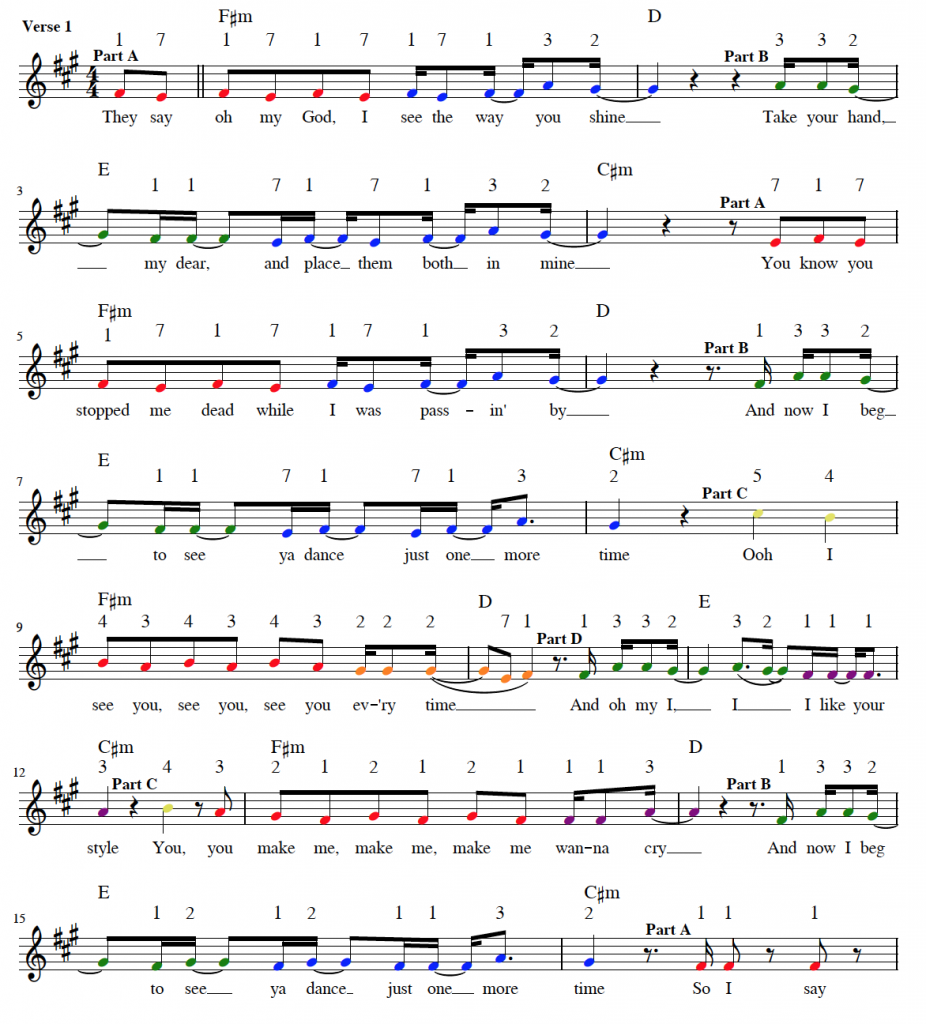 F♯m D
Verse 1
1 7 1 7 1 7 1 7 1 3 2 3 3 2
Part A Part B
They say oh my God, I see the way you shine Take your hand,
E C♯m
3 1 1 7 1 7 1 3 2 7 1 7
Part A
my dear, and place them both in mine You know you
F♯m D
5 1 7 1 7 1 7 1 3 2 1 3 3 2
Part B
stopped me dead while I was pass - in' by And now I beg
E C♯m
7 1 1 7 1 7 1 3 2 5 4
Part C
to see ya dance just one more time Ooh I
F♯m D E
9 4 3 4 3 4 3 2 2 2 7 1 1 3 3 2 3 2 1 1 1
Part D
see you, see you, see you ev-'ry time And oh my I, I I like your
C♯m F♯m D
12 3 4 3 2 1 2 1 2 1 1 1 3 1 3 3 2
Part C Part B
style You, you make me, make me, make me wan-na cry And now I beg
E C♯m
15 1 2 1 2 1 1 3 2 1 1 1
Part A
to see ya dance just one more time So I say